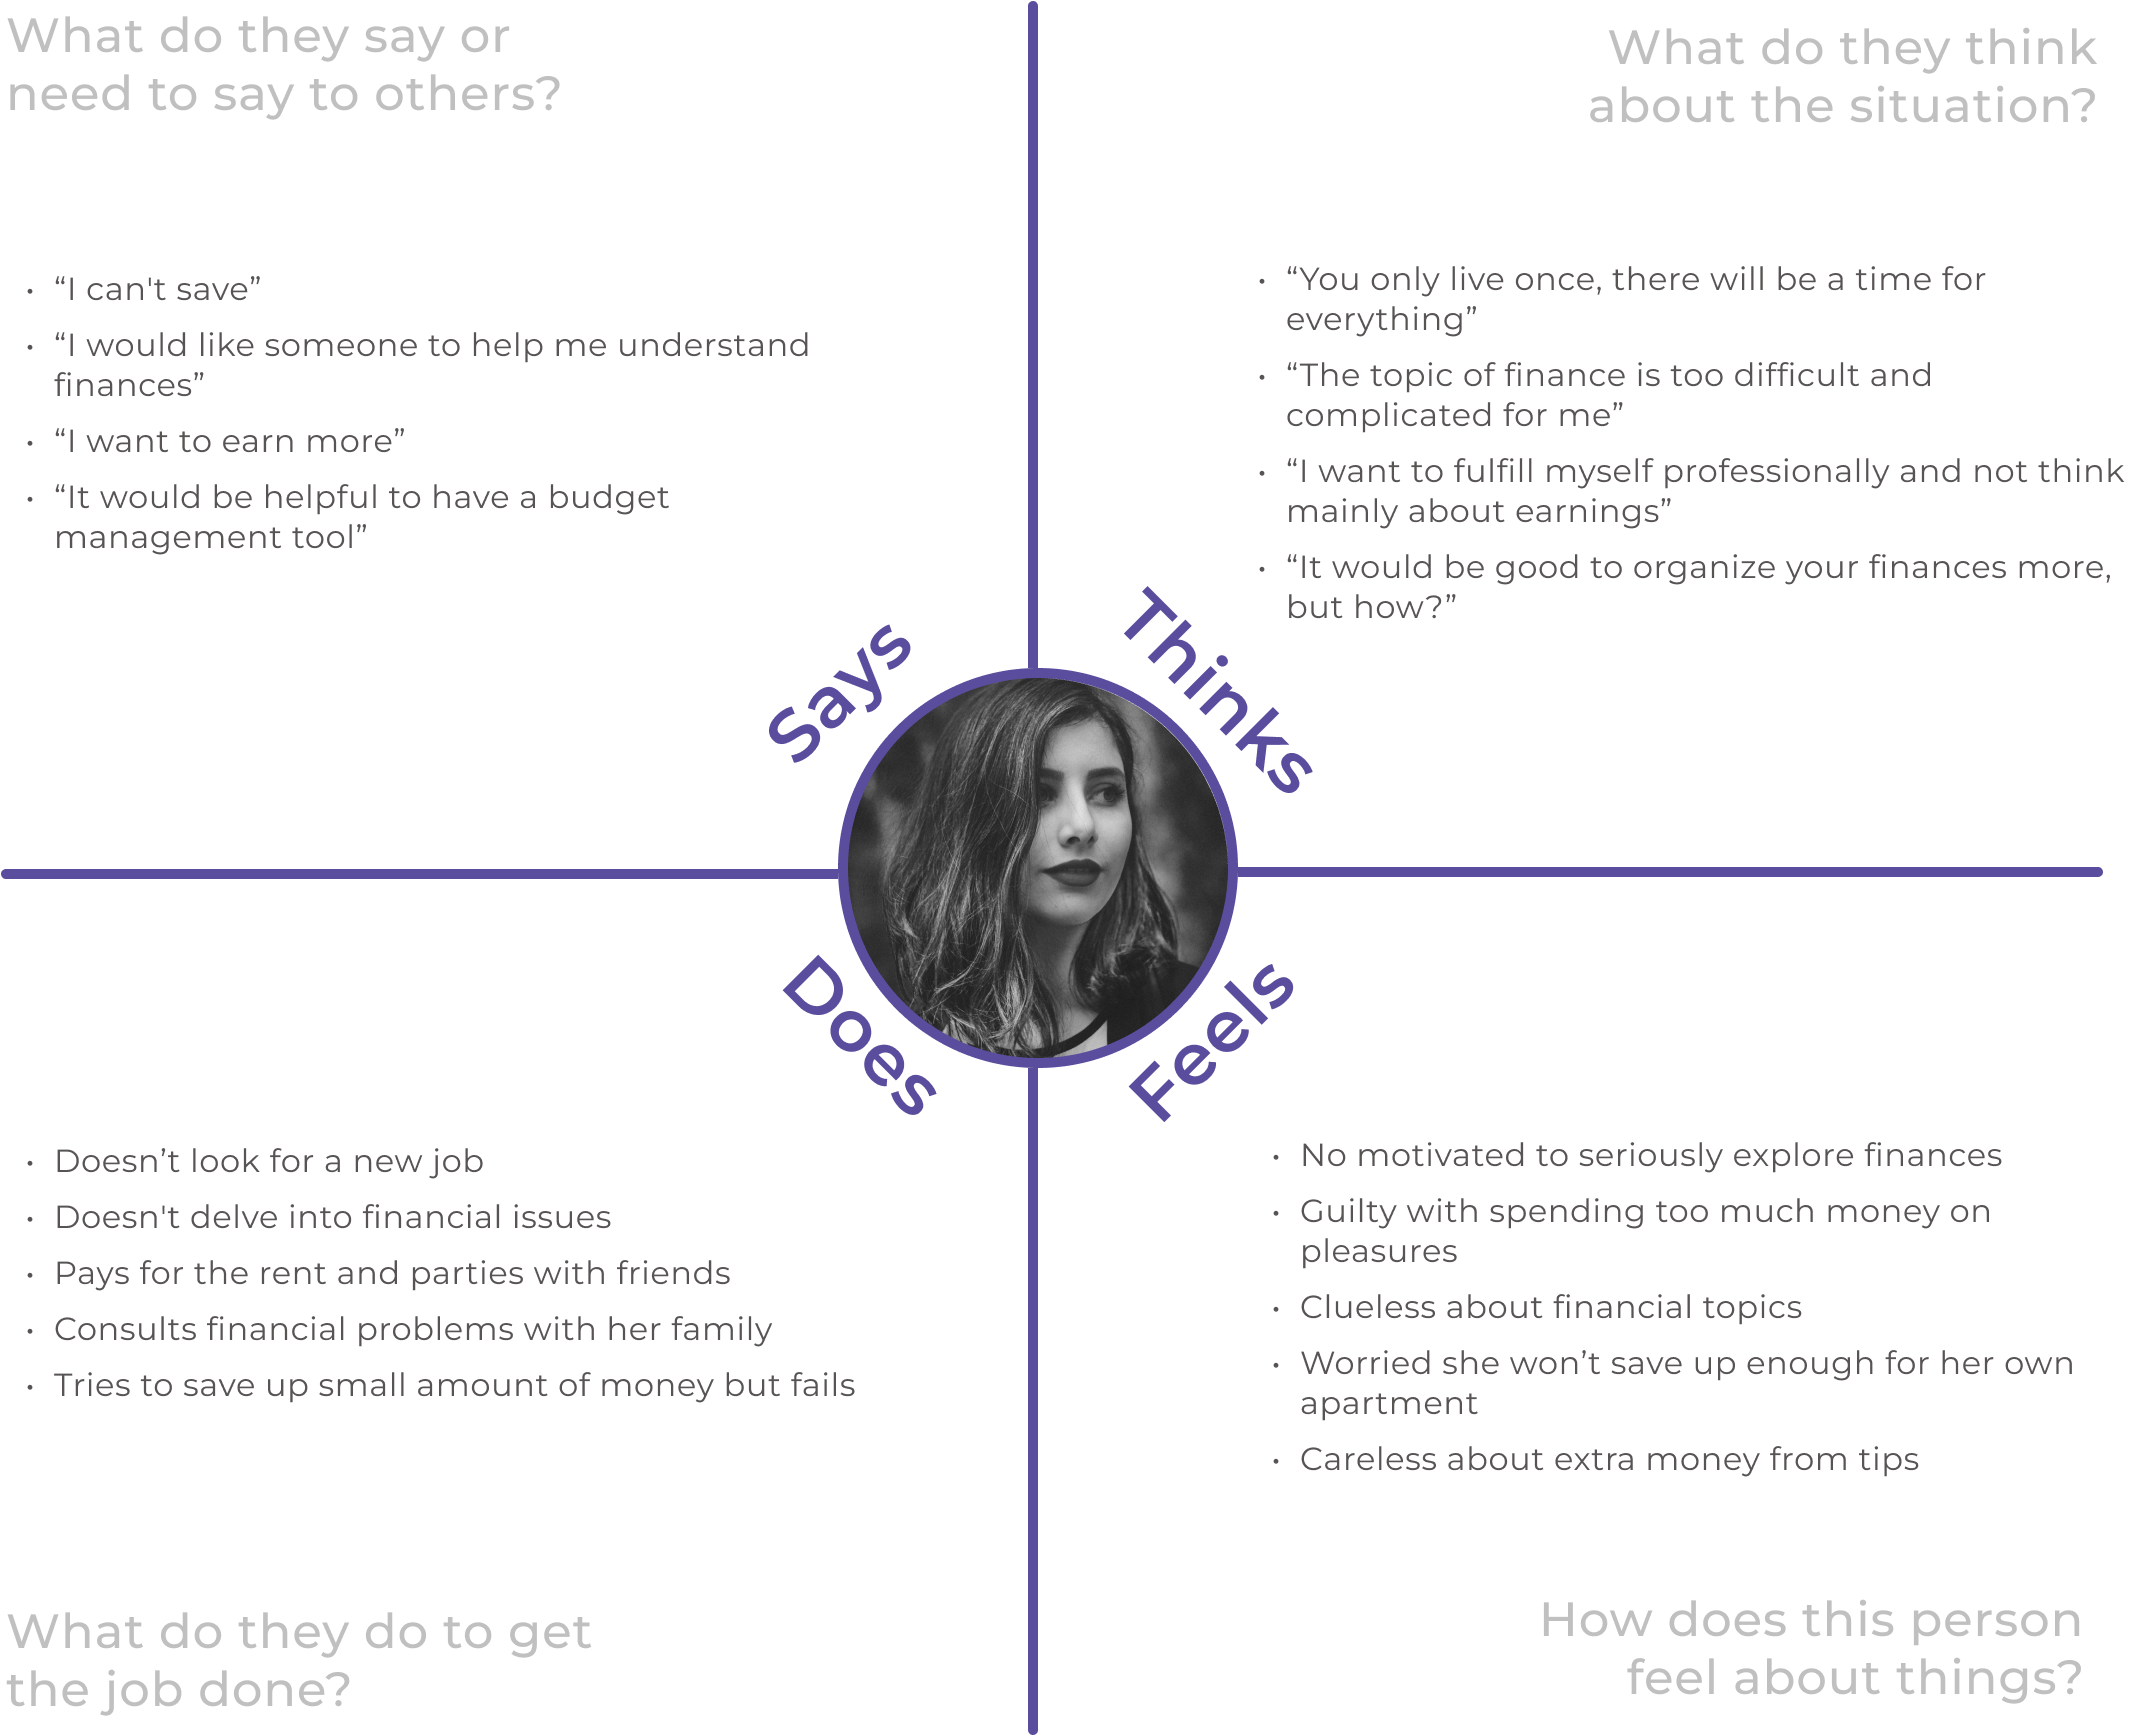 What do they say or
need to say to others?
• “I can't save”
• “I would like someone to help me understand
finances”
• “I want to earn more”
• “It would be helpful to have a budget
management tool”
Says
What do they think
about the situation?
• “You only live once, there will be a time for
everything”
• “The topic of finance is too difficult and
complicated for me”
• “I want to fulfill myself professionally and not think
mainly about earnings”
• “It would be good to organize your finances more,
but how?”
Thinks
Does
• Doesn’t look for a new job
• Doesn't delve into financial issues
• Pays for the rent and parties with friends
• Consults financial problems with her family
• Tries to save up small amount of money but fails
What do they do to get
the job done?
Feels
• No motivated to seriously explore finances
• Guilty with spending too much money on
pleasures
• Clueless about financial topics
• Worried she won’t save up enough for her own
apartment
• Careless about extra money from tips
How does this person
feel about things?